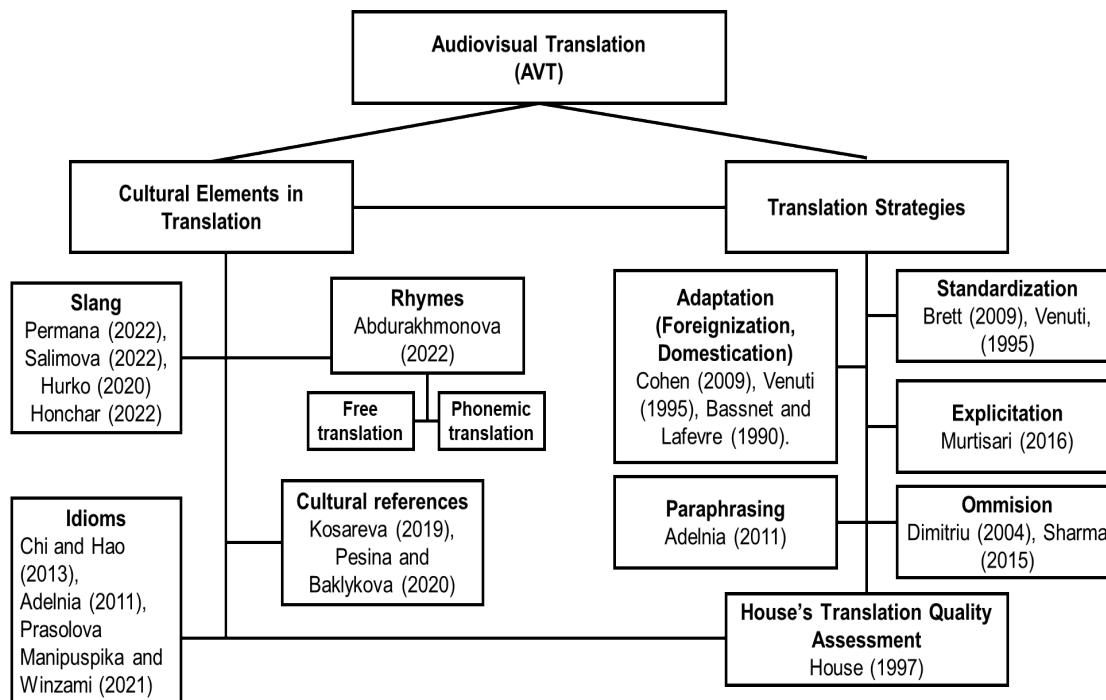 Audiovisual Translation
(AVT)
Cultural Elements in
Translation
Translation Strategies
Slang
Permana (2022),
Salimova (2022),
Hurko (2020)
Honchar (2022)
Rhymes
Abdurakhmonova
(2022)
Free
translation
Phonemic
translation
Idioms
Chi and Hao
(2013),
Adelnia (2011),
Prasolova
Manipuspika and
Winzami (2021)
Cultural references
Kosareva (2019),
Pesina and
Baklykova (2020)
Adaptation
(Foreignization,
Domestication)
Cohen (2009), Venuti
(1995), Bassnet and
Lafevre (1990).
Standardization
Brett (2009), Venuti,
(1995)
Explicitation
Murtisari (2016)
Paraphrasing
Adelnia (2011)
Ommision
Dimitriu (2004), Sharma
(2015)
House's Translation Quality
Assessment
House (1997)